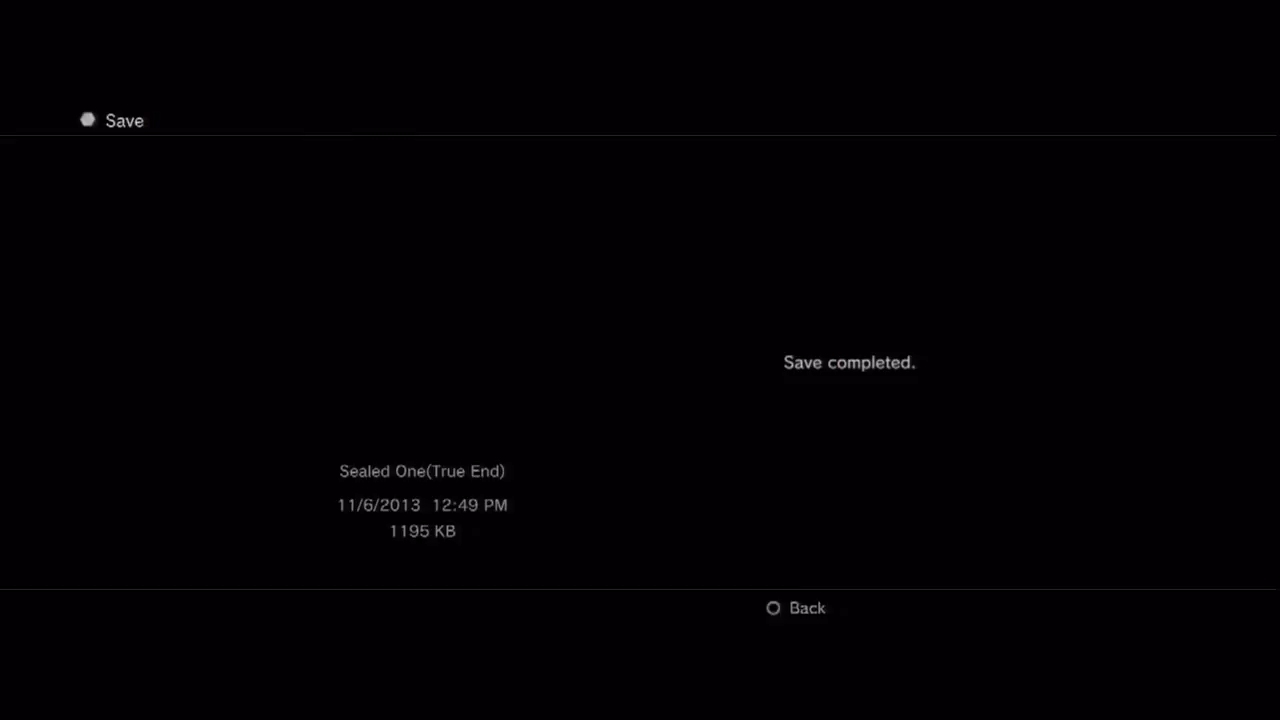 Save
Save completed.
Sealed One(True End)
11/6/2013 12:49 PM
1195 KB
Back